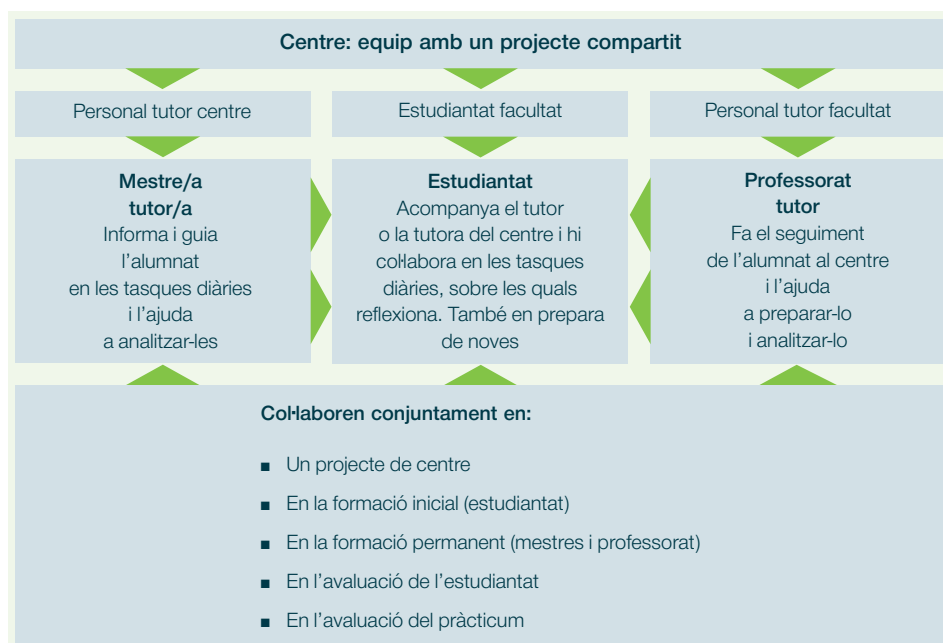 Centre: equip amb un projecte compartit
Personal tutor centre
Estudiantat facultat
Personal tutor facultat
Mestre/a
tutor/a
Informa i guia
l’alumnat
en les tasques diàries
i l’ajuda
a analitzar-les
Estudiantat
Acompanya el tutor
o la tutora del centre i hi
col·labora en les tasques
diàries, sobre les quals
reflexiona. També en prepara
de noves
Professorat
tutor
Fa el seguiment
de l’alumnat al centre
i l’ajuda
a preparar-lo
i analitzar-lo
Col·laboren conjuntament en:
■ Un projecte de centre
■ En la formació inicial (estudiantat)
■ En la formació permanent (mestres i professorat)
■ En l’avaluació de l’estudiantat
■ En l’avaluació del pràcticum